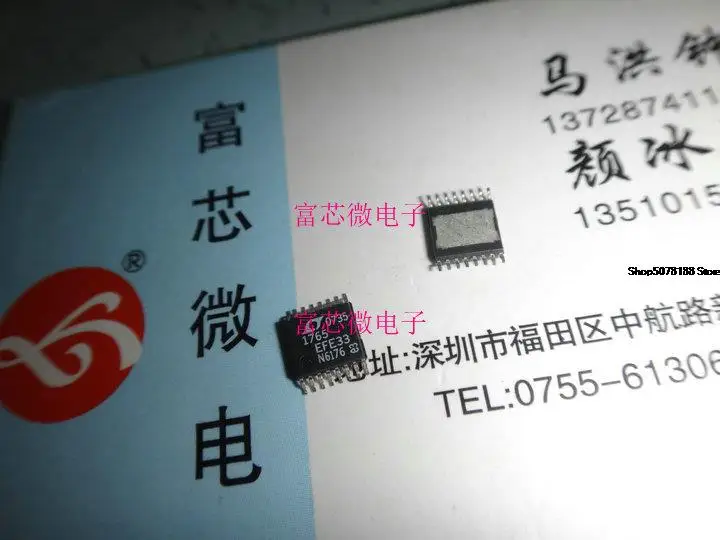 富芯微电
®
马洪
137287411
颜冰
1351015
富芯微电子
Shop5078188 Store
0735
1765
EFE33
N6176
富芯微电子
地址:深圳市福田区中航路
TEL:0755-61306